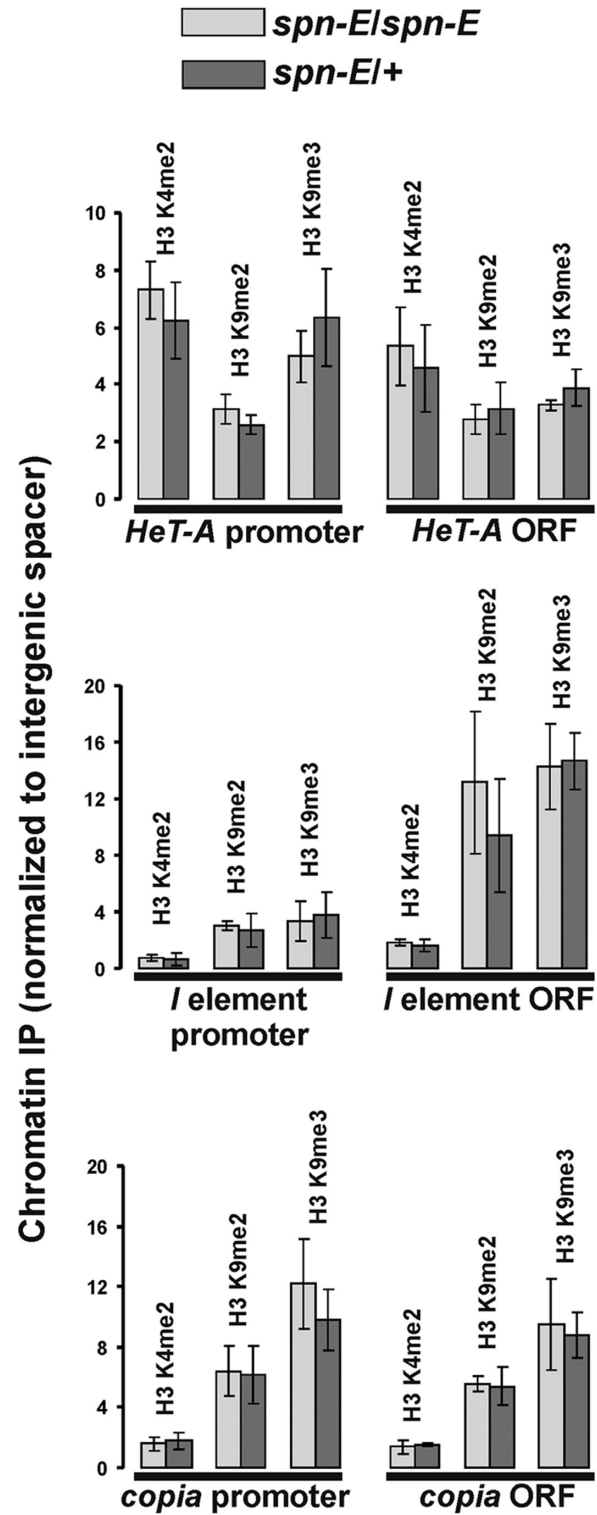 spn-E/spn-E
spn-E/+
Chromatin IP (normalized to intergenic spacer)
10
8
6
4
2
0
H3 K4me2
H3 K9me2
H3 K9me3
H3 K4me2
H3 K9me2
H3 K9me3
HeT-A promoter
HeT-A ORF
20
16
12
8
4
0
H3 K4me2
H3 K9me2
H3 K9me3
H3 K4me2
H3 K9me2
H3 K9me3
I element
promoter
I element ORF
20
16
12
8
4
0
H3 K4me2
H3 K9me2
H3 K9me3
H3 K4me2
H3 K9me2
H3 K9me3
copia promoter
copia ORF